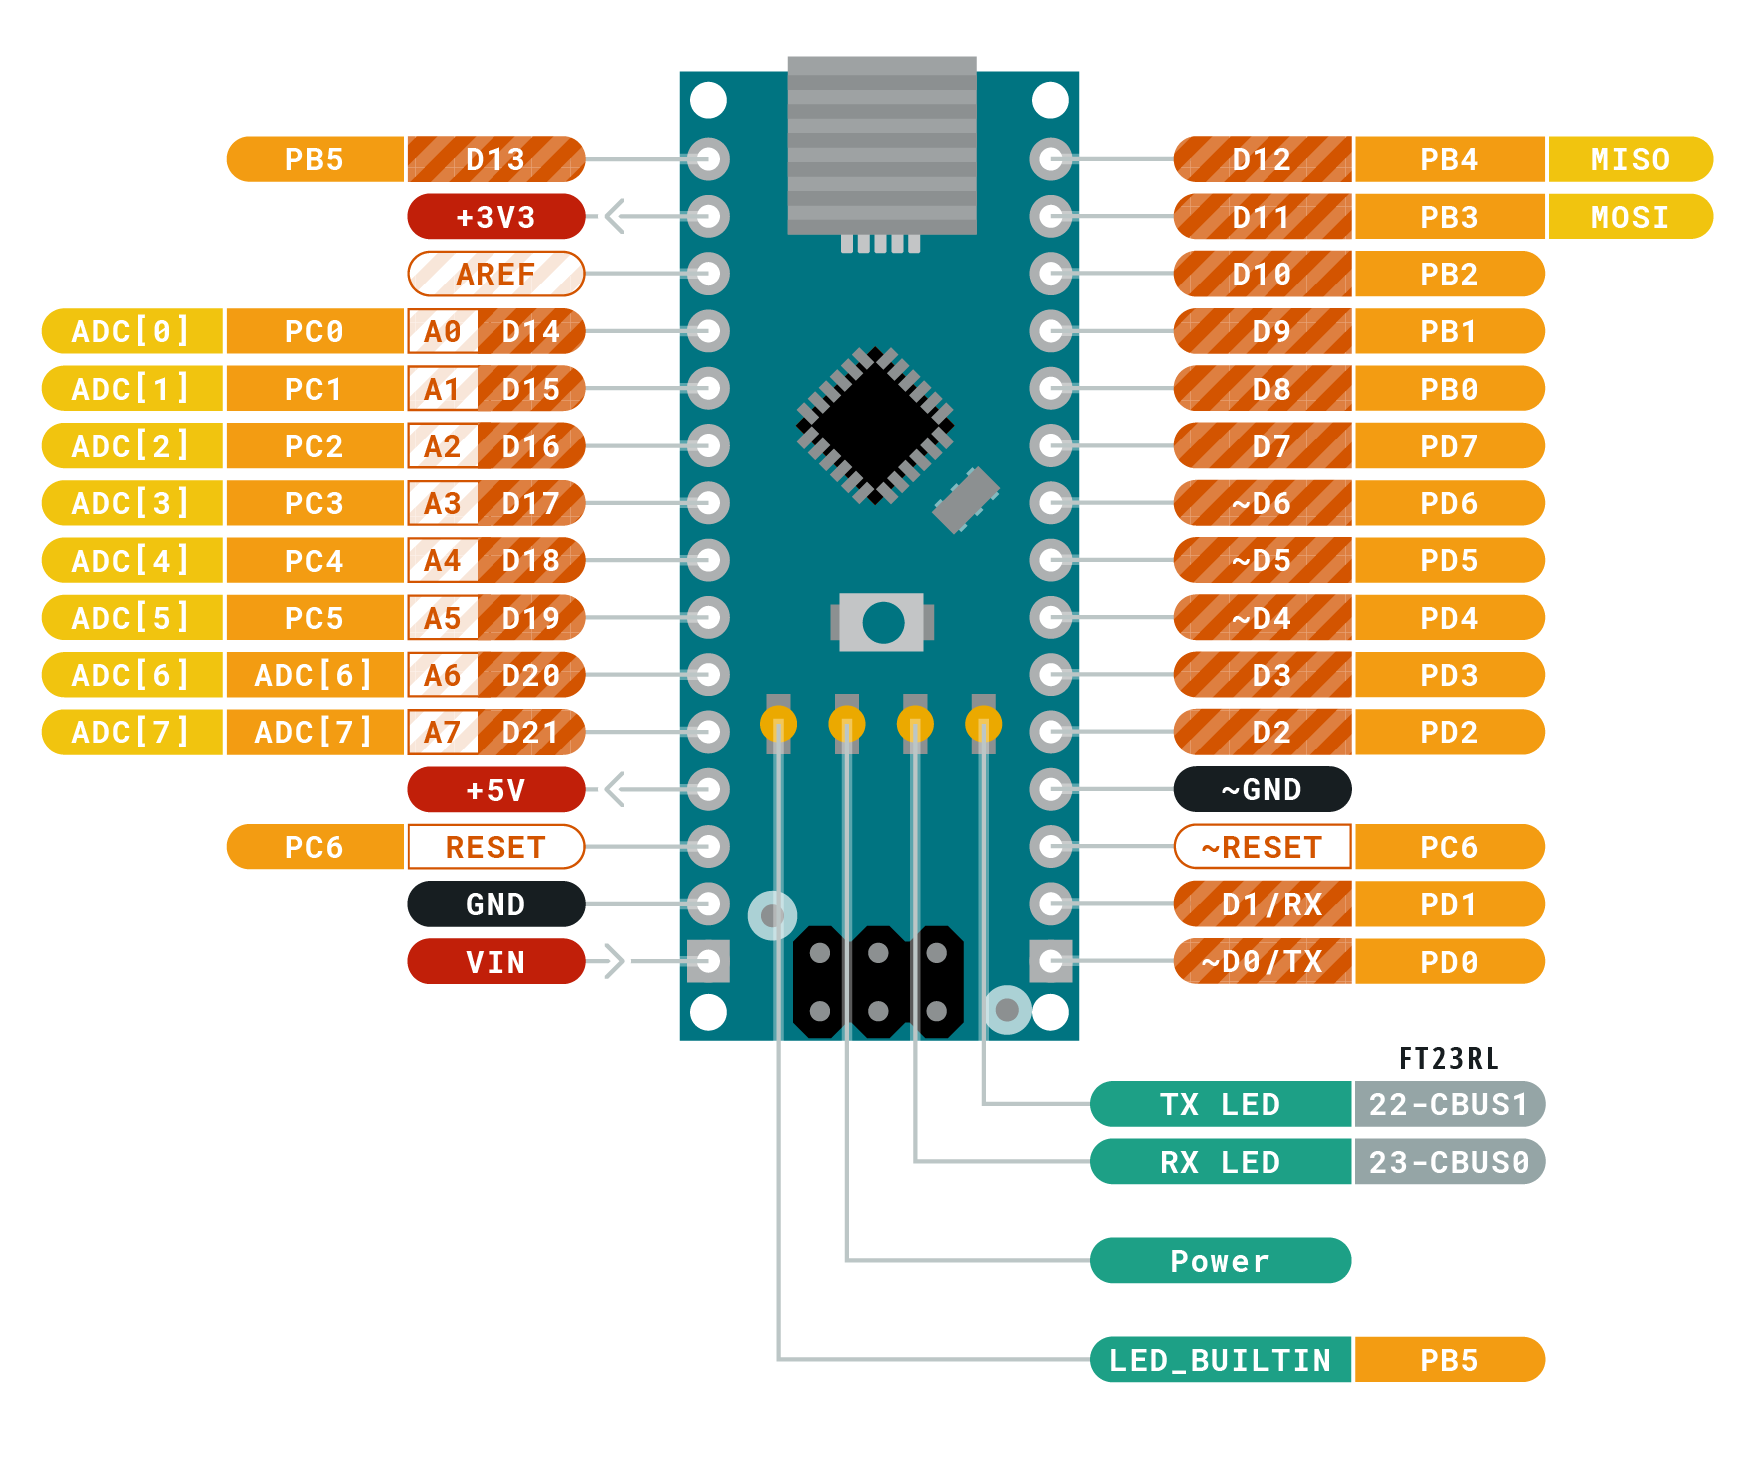 PB5 D13
+3V3
AREF
ADC[0] PC0 A0 D14
ADC[1] PC1 A1 D15
ADC[2] PC2 A2 D16
ADC[3] PC3 A3 D17
ADC[4] PC4 A4 D18
ADC[5] PC5 A5 D19
ADC[6] ADC[6] A6 D20
ADC[7] ADC[7] A7 D21
+5V
PC6 RESET
GND
VIN
D12 PB4 MISO
D11 PB3 MOSI
D10 PB2
D9 PB1
D8 PB0
D7 PD7
~D6 PD6
~D5 PD5
~D4 PD4
D3 PD3
D2 PD2
~GND
~RESET PC6
D1/RX PD1
~D0/TX PD0
FT23RL
TX LED 22-CBUS1
RX LED 23-CBUS0
Power
LED_BUILTIN PB5